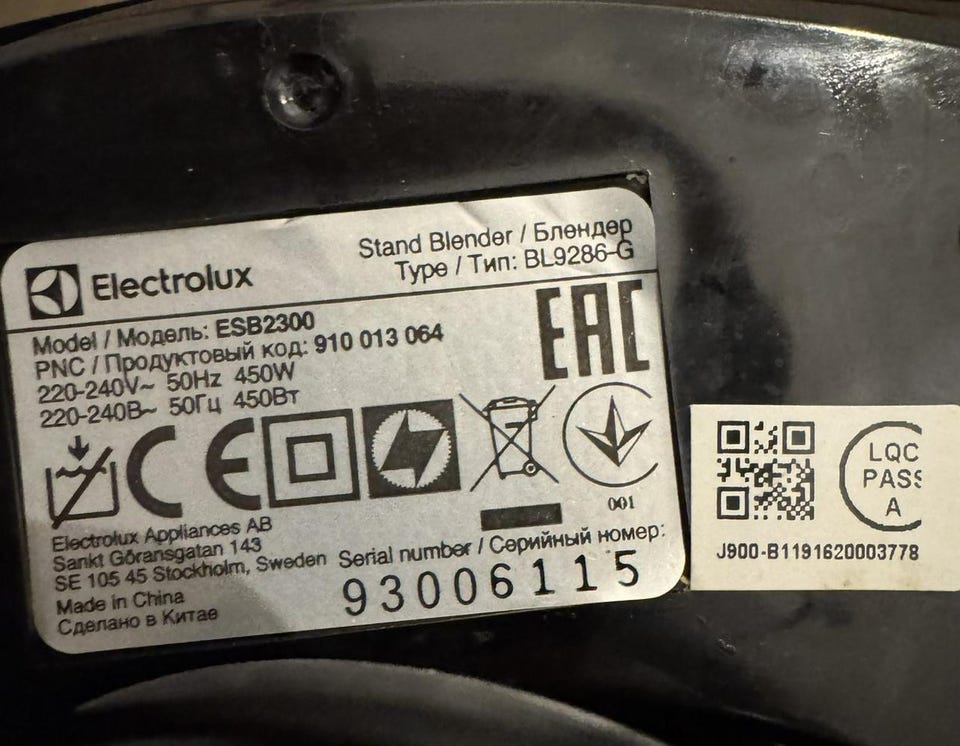 Stand Blender / Блендер
Type / Тип: BL9286-G
Electrolux
Model / Модель: ESB2300
PNC / Продуктовый код: 910 013 064
220-240V~ 50Hz 450W
220-240В~ 50Гц 450Вт
EAC
CE
001
Electrolux Appliances AB
Sankt Göransgatan 143
SE 105 45 Stockholm, Sweden
Made in China
Сделано в Китае
Serial number / Серийный номер:
93006115
LQC
PASS
A
J900-B1191620003778